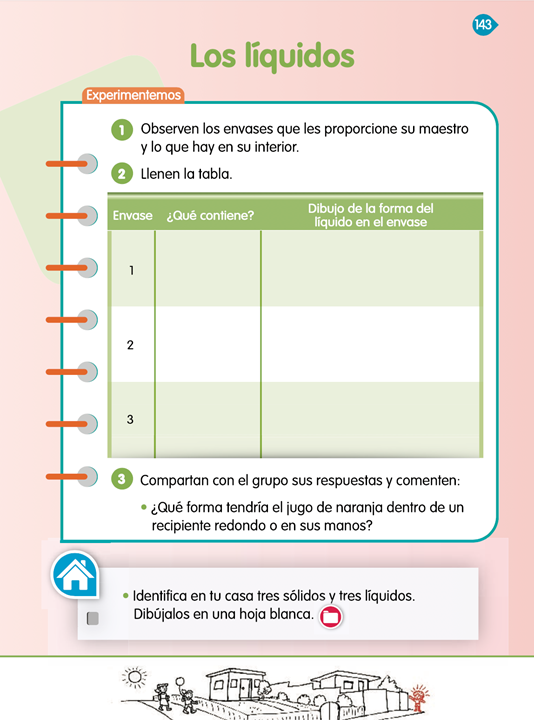 143
Los líquidos
Experimentemos
1 Observen los envases que les proporcione su maestro
y lo que hay en su interior.
2 Llenen la tabla.
Envase ¿Qué contiene? Dibujo de la forma del
líquido en el envase
1
2
3
3 Compartan con el grupo sus respuestas y comenten:
• ¿Qué forma tendría el jugo de naranja dentro de un
recipiente redondo o en sus manos?
• Identifica en tu casa tres sólidos y tres líquidos.
Dibújalos en una hoja blanca.